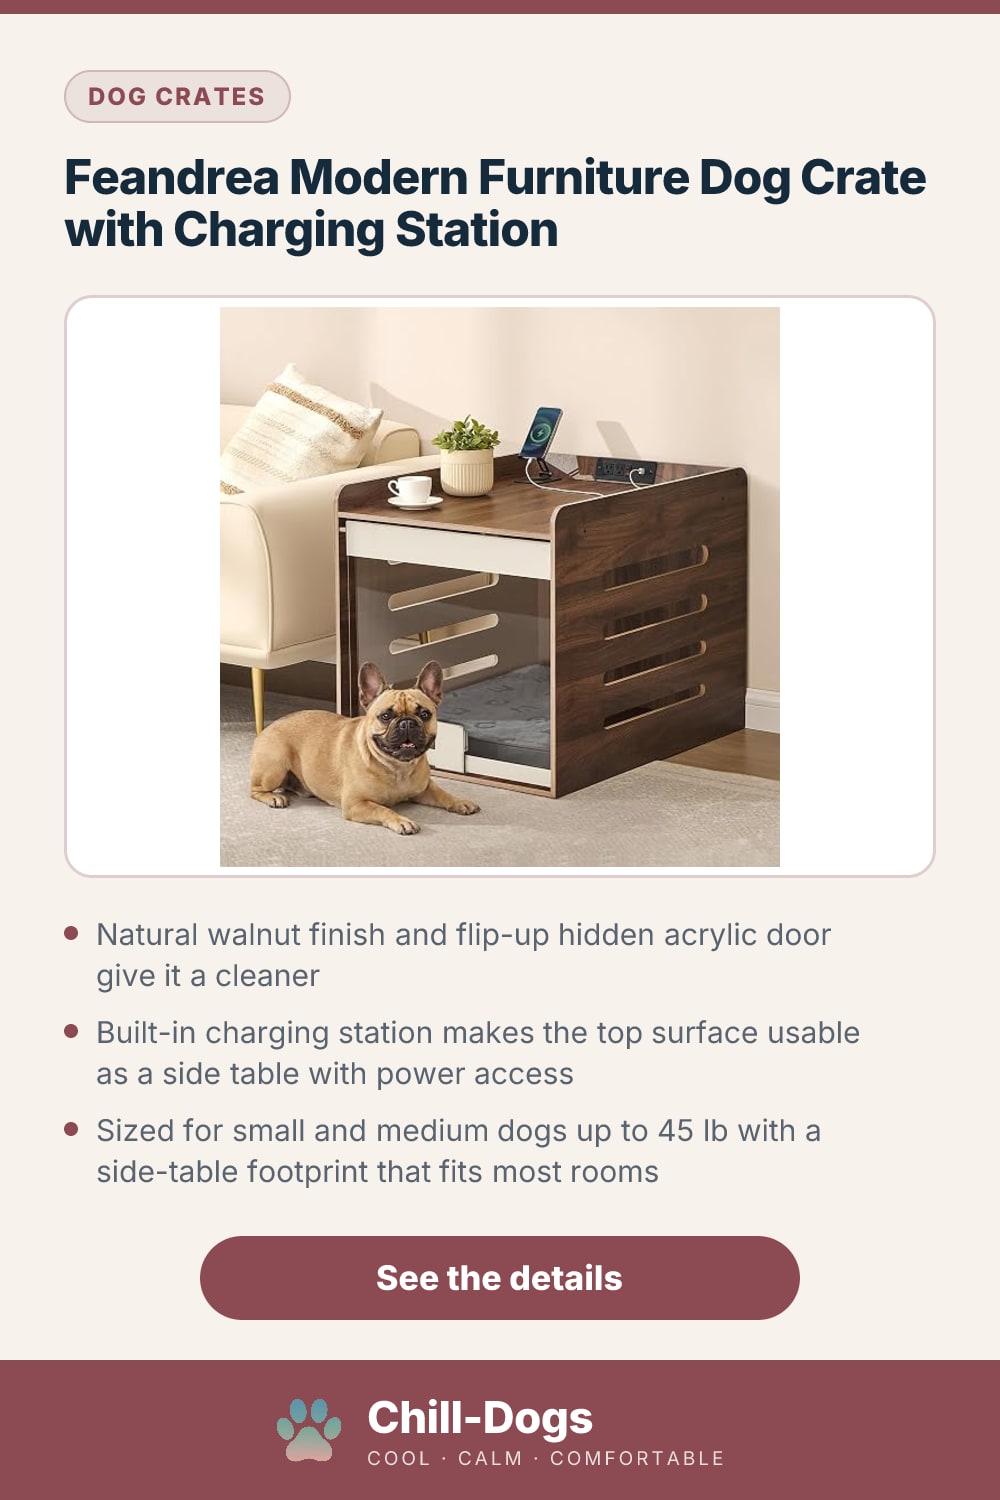 DOG CRATES
Feandrea Modern Furniture Dog Crate
with Charging Station
Natural walnut finish and flip-up hidden acrylic door
give it a cleaner
Built-in charging station makes the top surface usable
as a side table with power access
Sized for small and medium dogs up to 45 lb with a
side-table footprint that fits most rooms
See the details
Chill-Dogs
COOL · CALM · COMFORTABLE